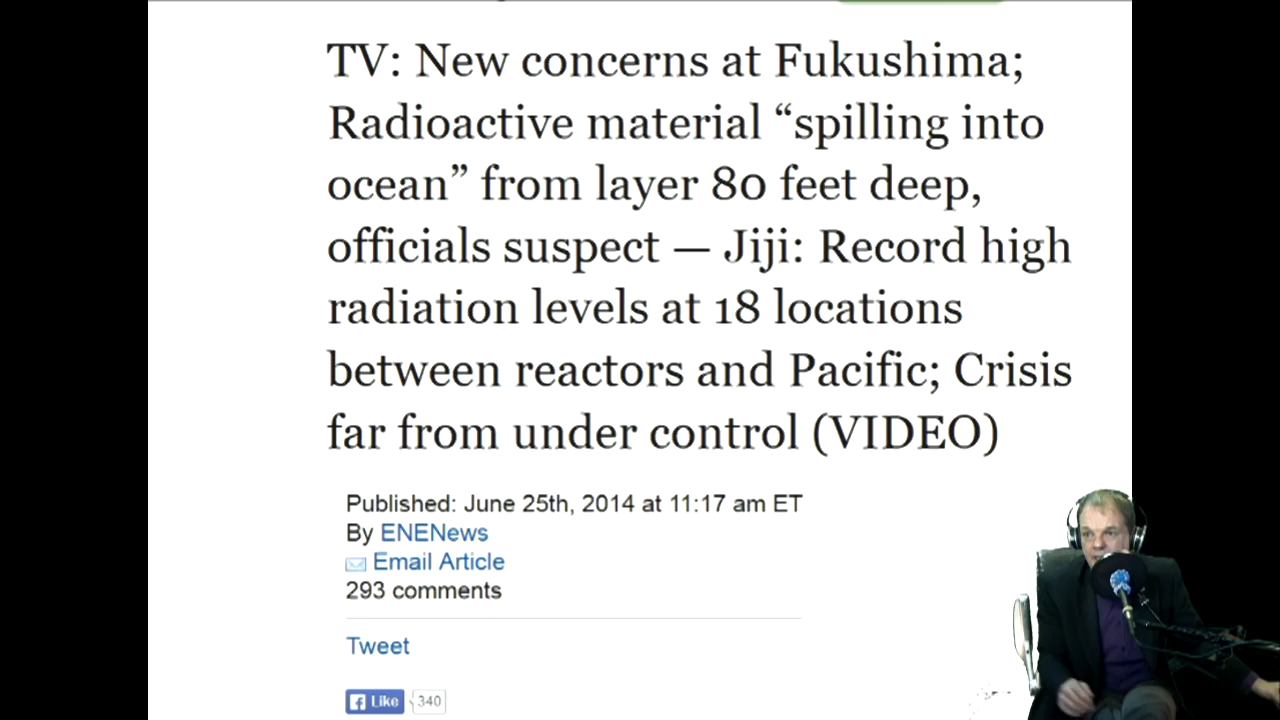 TV: New concerns at Fukushima;
Radioactive material “spilling into
ocean” from layer 80 feet deep,
officials suspect — Jiji: Record high
radiation levels at 18 locations
between reactors and Pacific; Crisis
far from under control (VIDEO)
Published: June 25th, 2014 at 11:17 am ET
By ENENews
Email Article
293 comments
Tweet
Like 340